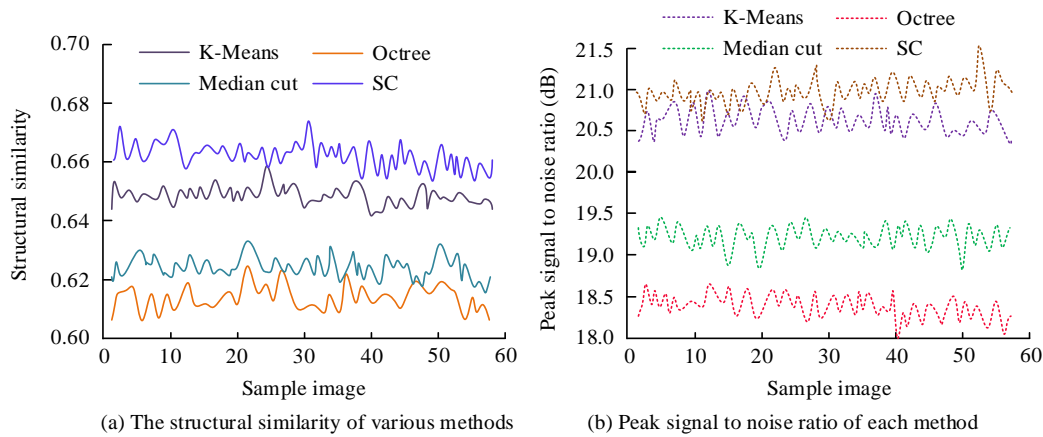 K-Means
Octree
Median cut
SC
0.70
0.68
0.66
0.64
0.62
0.60
0
10
20
30
40
50
60
Structural similarity
Sample image
(a) The structural similarity of various methods
K-Means
Octree
Median cut
SC
21.5
21.0
20.5
19.5
19.0
18.5
18.0
0
10
20
30
40
50
60
Peak signal to noise ratio (dB)
Sample image
(b) Peak signal to noise ratio of each method